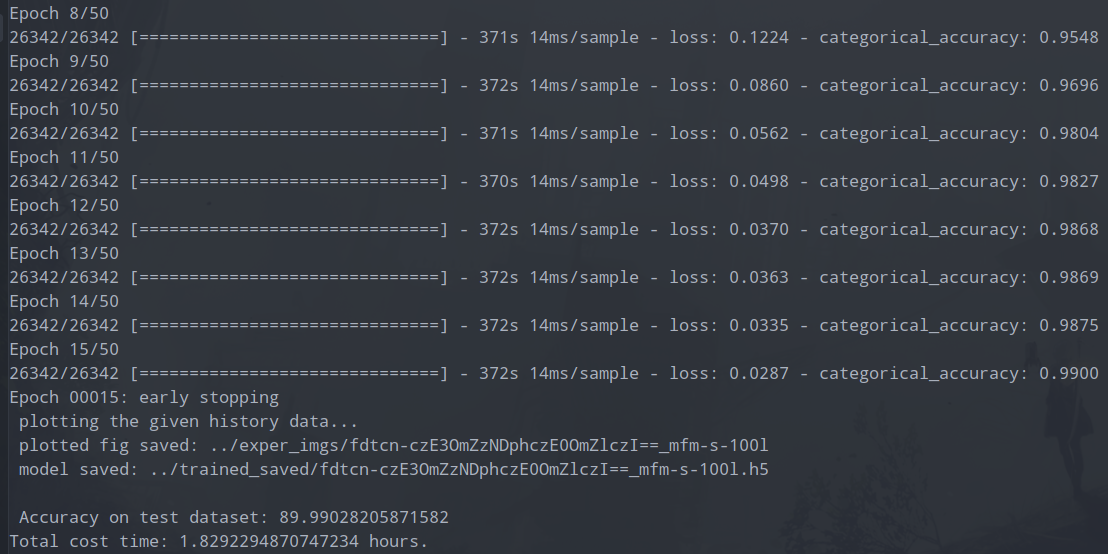 Epoch 8/50
26342/26342 [==============================] - 371s 14ms/sample - loss: 0.1224 - categorical_accuracy: 0.9548
Epoch 9/50
26342/26342 [==============================] - 372s 14ms/sample - loss: 0.0860 - categorical_accuracy: 0.9696
Epoch 10/50
26342/26342 [==============================] - 371s 14ms/sample - loss: 0.0562 - categorical_accuracy: 0.9804
Epoch 11/50
26342/26342 [==============================] - 370s 14ms/sample - loss: 0.0498 - categorical_accuracy: 0.9827
Epoch 12/50
26342/26342 [==============================] - 372s 14ms/sample - loss: 0.0370 - categorical_accuracy: 0.9868
Epoch 13/50
26342/26342 [==============================] - 372s 14ms/sample - loss: 0.0363 - categorical_accuracy: 0.9869
Epoch 14/50
26342/26342 [==============================] - 372s 14ms/sample - loss: 0.0335 - categorical_accuracy: 0.9875
Epoch 15/50
26342/26342 [==============================] - 372s 14ms/sample - loss: 0.0287 - categorical_accuracy: 0.9900
Epoch 00015: early stopping
plotting the given history data...
plotted fig saved: ../exper_imgs/fdtcn-czE3OmZzNDphczE0OmZlczI==_mfm-s-100l
model saved: ../trained_saved/fdtcn-czE3OmZzNDphczE0OmZlczI==_mfm-s-100l.h5
Accuracy on test dataset: 89.99028205871582
Total cost time: 1.8292294870747234 hours.